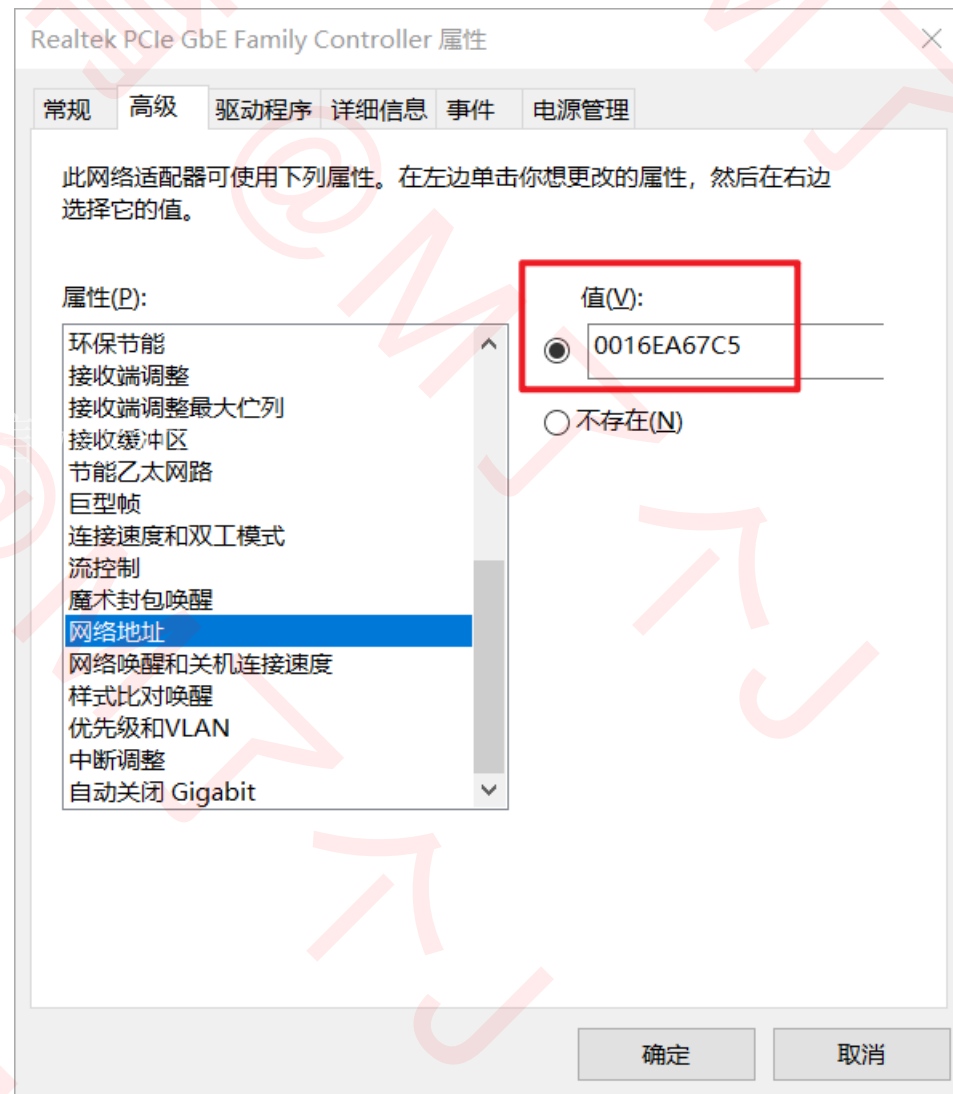 Realtek PCIe GbE Family Controller 属性
常规 高级 驱动程序 详细信息 事件 电源管理
此网络适配器可使用下列属性。在左边单击你想更改的属性，然后在右边
选择它的值。
属性(P):
值(V):
环保节能
0016EA67C5
接收端调整
接收端调整最大伫列
不存在(N)
接收缓冲区
节能乙太网路
巨型帧
连接速度和双工模式
流控制
魔术封包唤醒
网络地址
网络唤醒和关机连接速度
样式比对唤醒
优先级和VLAN
中断调整
自动关闭 Gigabit
确定 取消